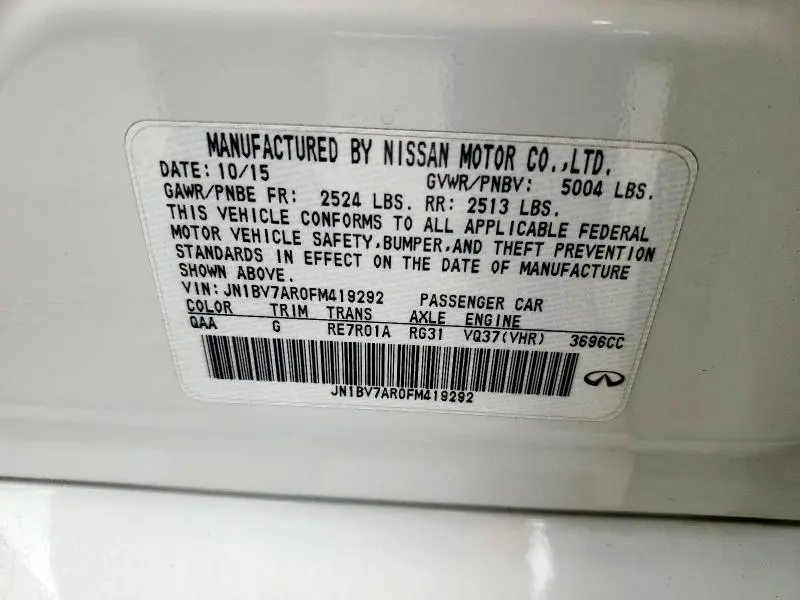 MANUFACTURED BY NISSAN MOTOR CO.,LTD.
DATE: 10/15 GVWR/PNBV: 5004 LBS.
GAWR/PNBE FR: 2524 LBS. RR: 2513 LBS.
THIS VEHICLE CONFORMS TO ALL APPLICABLE FEDERAL
MOTOR VEHICLE SAFETY,BUMPER,AND THEFT PREVENTION
STANDARDS IN EFFECT ON THE DATE OF MANUFACTURE
SHOWN ABOVE.
VIN:JN1BV7AR0FM419292 PASSENGER CAR
COLOR TRIM TRANS AXLE ENGINE
QAA G RE7R01A RG31 VQ37(VHR) 3696CC
JN1BV7AR0FM419292